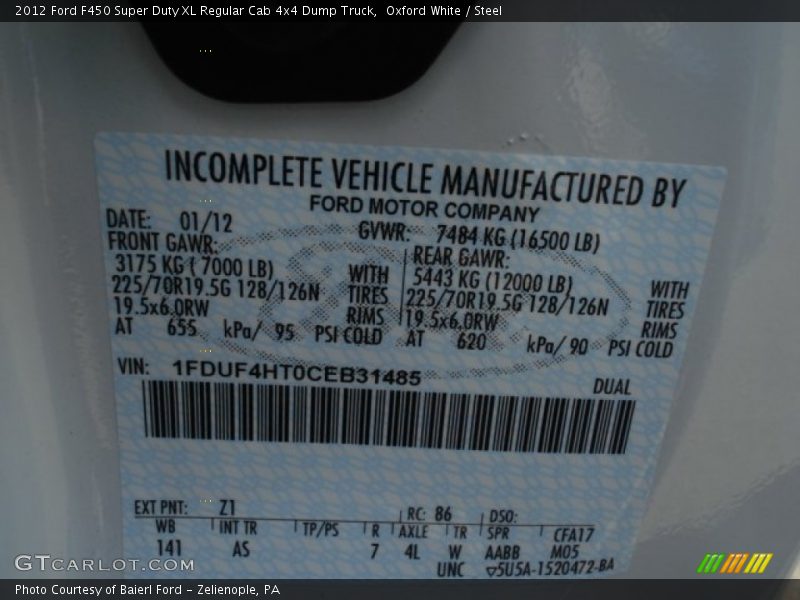 2012 Ford F450 Super Duty XL Regular Cab 4x4 Dump Truck, Oxford White / Steel
INCOMPLETE VEHICLE MANUFACTURED BY
FORD MOTOR COMPANY
DATE: 01/12 GVWR: 7484 KG (16500 LB)
FRONT GAWR: REAR GAWR:
3175 KG ( 7000 LB) WITH 5443 KG (12000 LB) WITH
225/70R19.5G 128/126N TIRES 225/70R19.5G 128/126N TIRES
19.5x6.0RW RIMS 19.5x6.0RW RIMS
AT 655 kPa/ 95 PSI COLD AT 620 kPa/ 90 PSI COLD
VIN: 1FDUF4HT0CEB31485
DUAL
EXT PNT: Z1 RC: 86 DSO:
WB INT TR TP/PS R AXLE TR SPR CFA17
141 AS 7 4L W AABB M05
UNC ▽5U5A-1520472-BA
GTCARLOT.COM
Photo Courtesy of Baierl Ford - Zelienople, PA